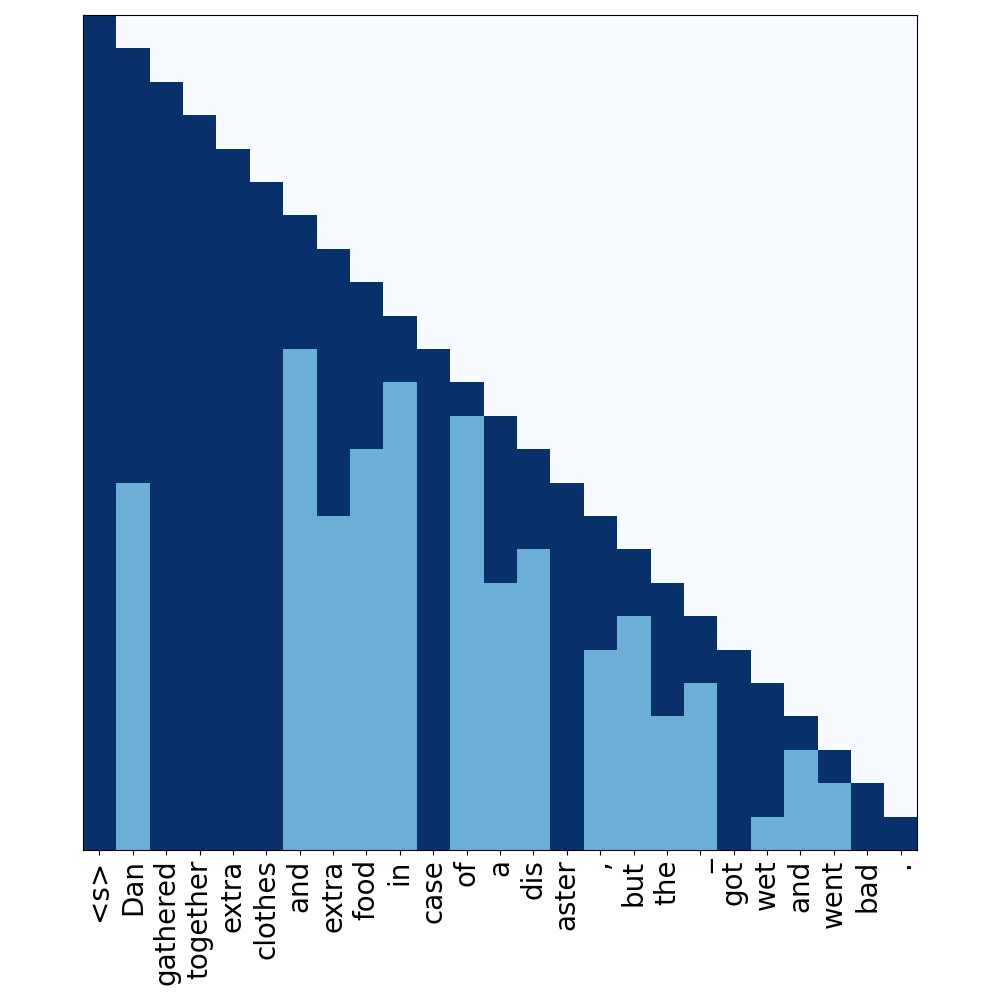 <s> Dan gathered together extra clothes and extra food in case of a dis aster , but the _ got wet and went bad .